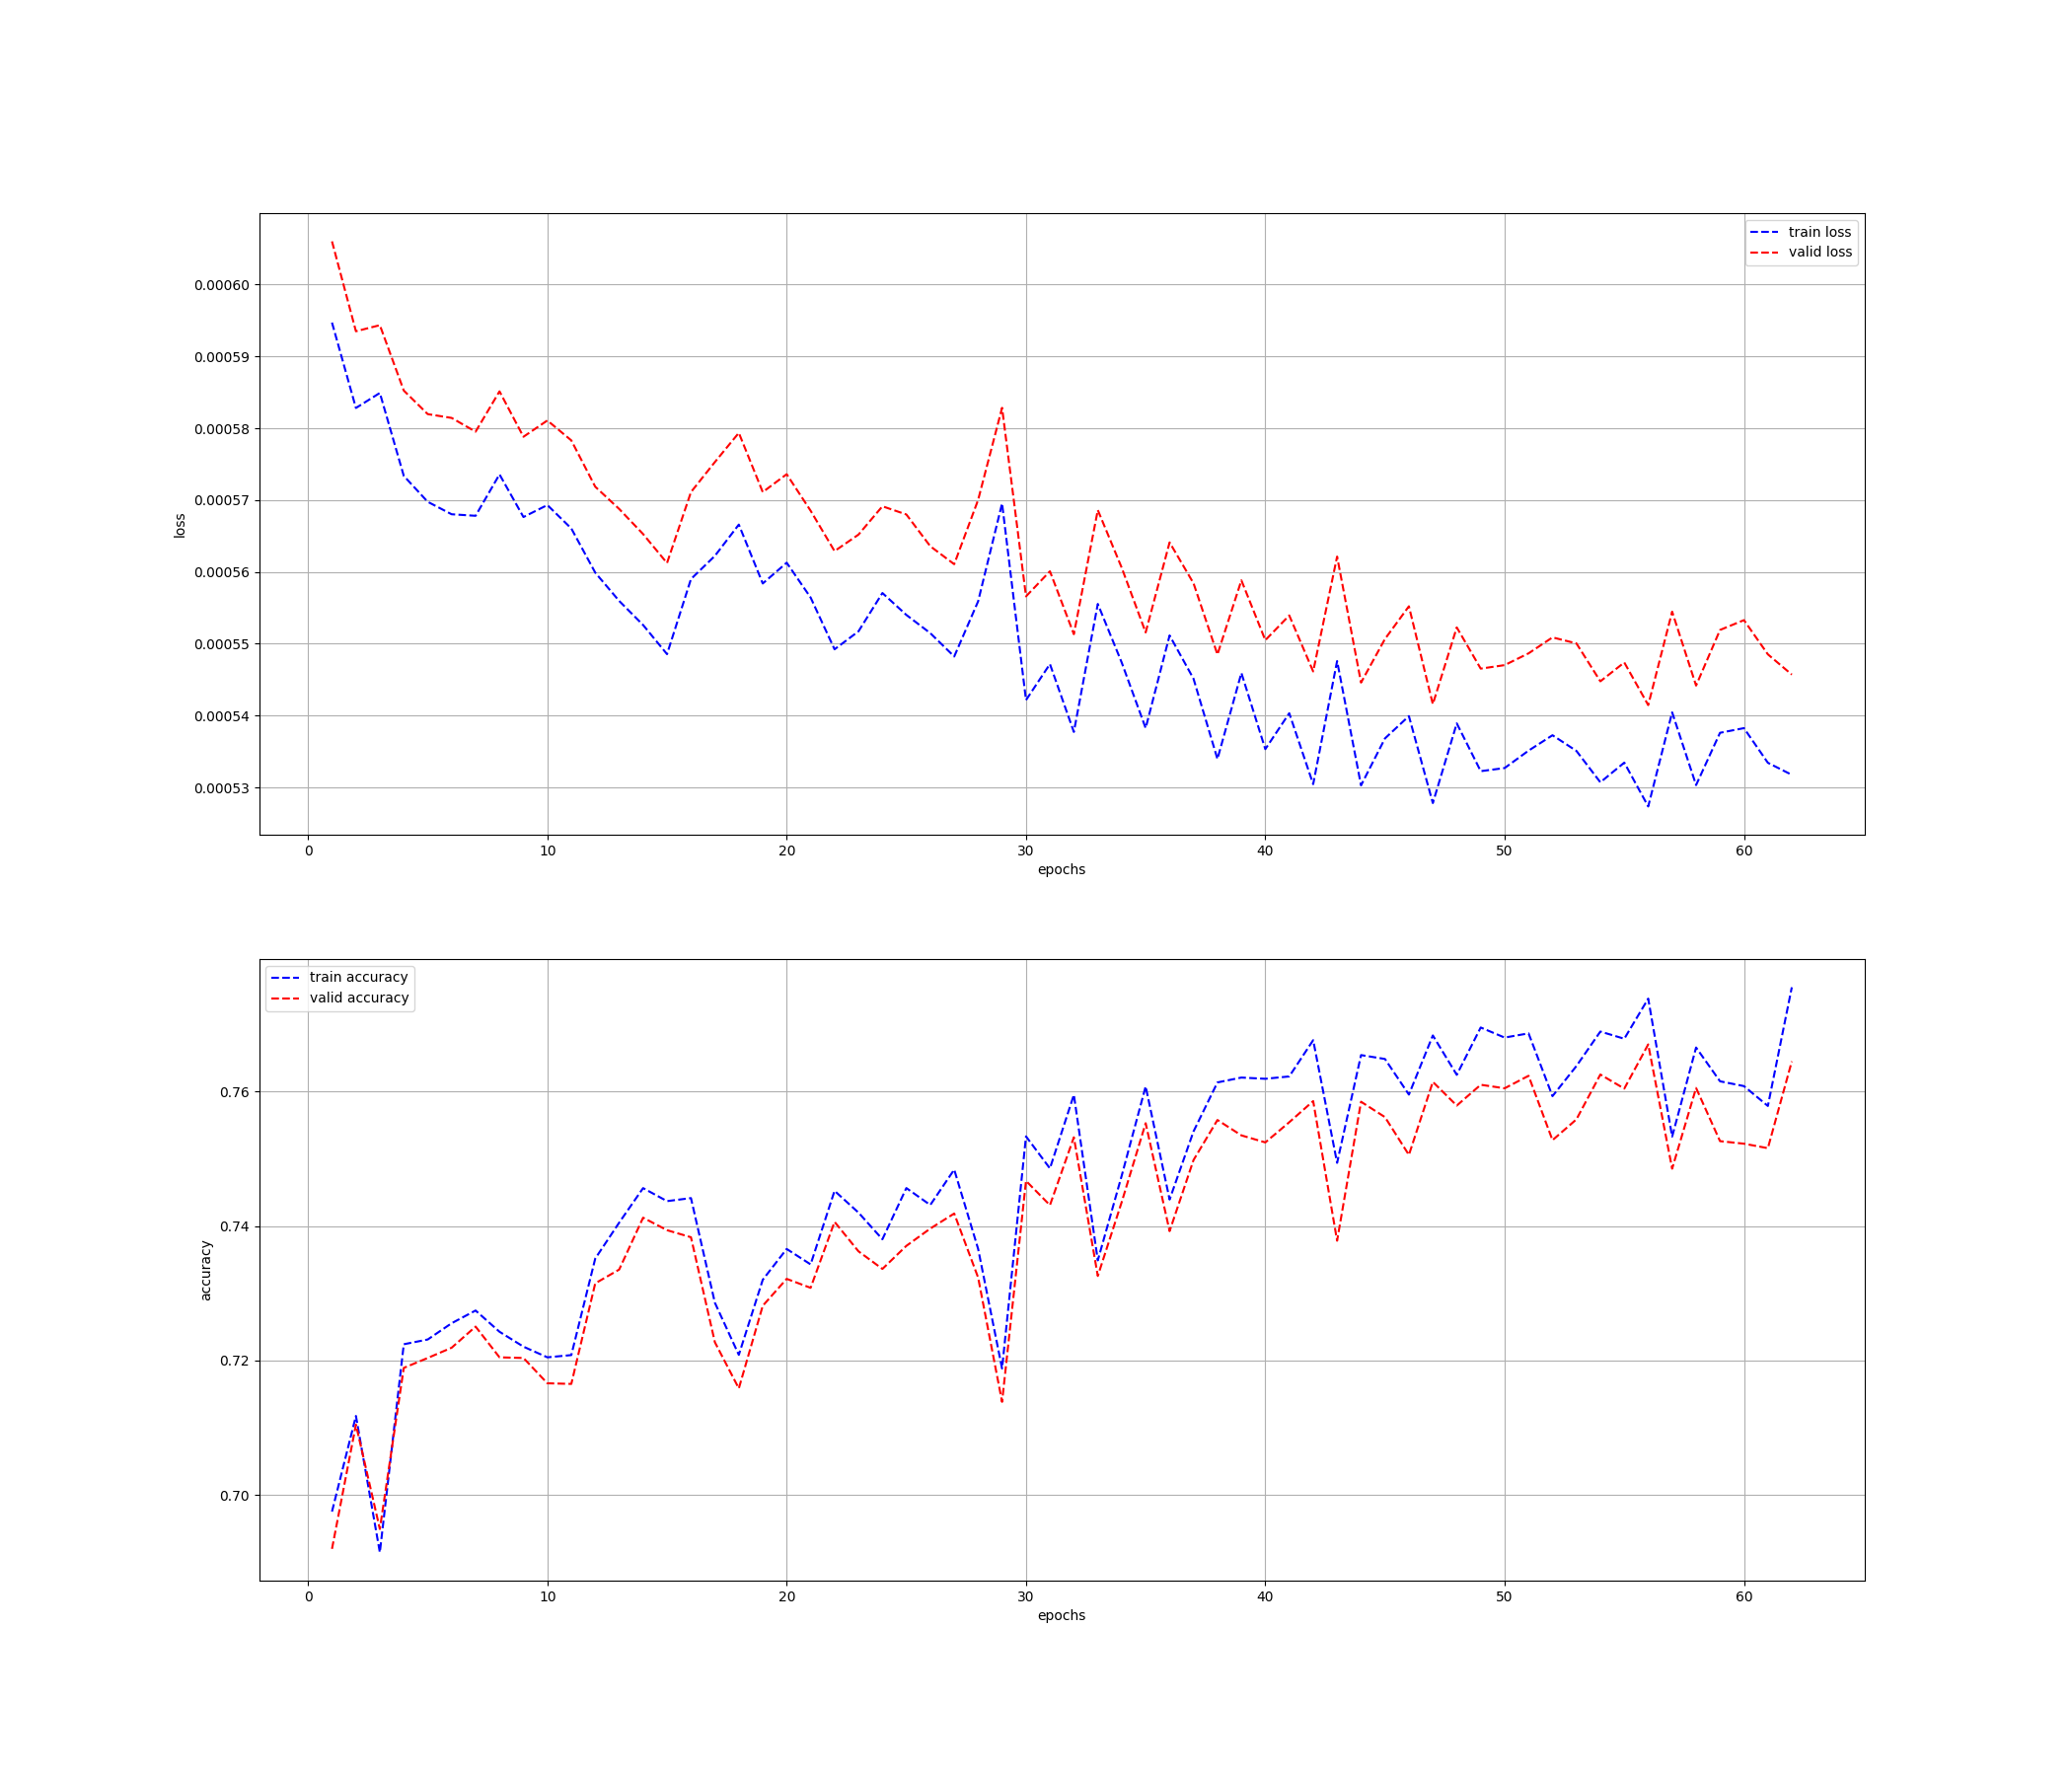 train loss
valid loss
0.00060
0.00059
0.00058
0.00057
0.00056
0.00055
0.00054
0.00053
loss
0 10 20 30 40 50 60
epochs
train accuracy
valid accuracy
0.76
0.74
0.72
0.70
accuracy
0 10 20 30 40 50 60
epochs